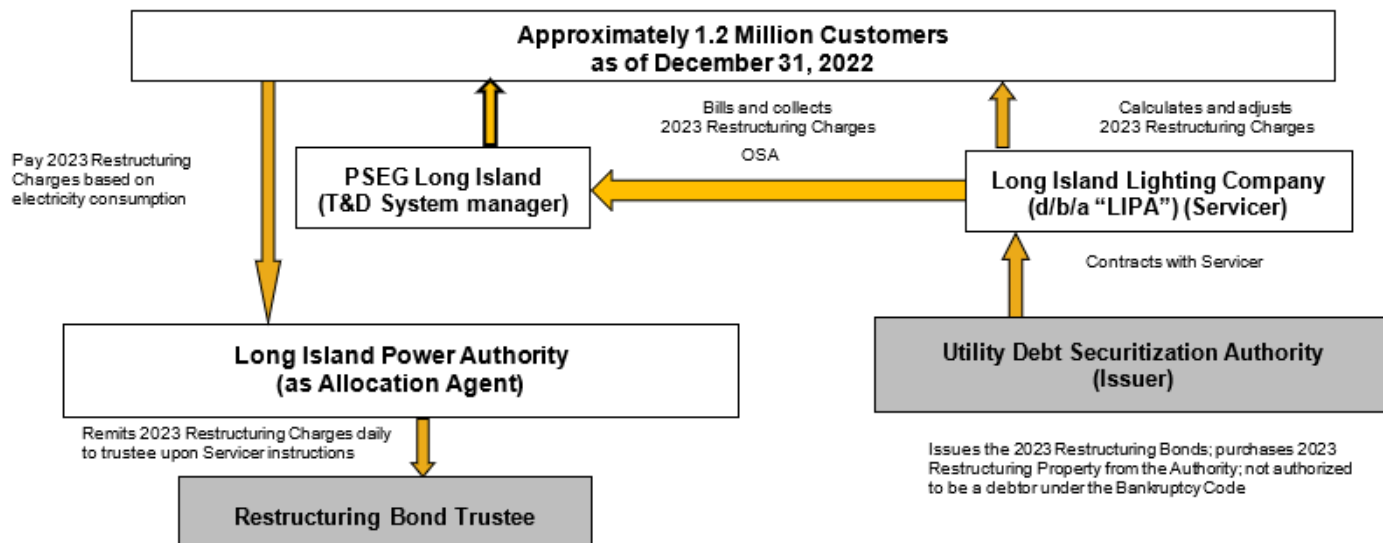 Approximately 1.2 Million Customers
as of December 31, 2022
Bills and collects
2023 Restructuring Charges
OSA
Calculates and adjusts
2023 Restructuring Charges
Pay 2023 Restructuring
Charges based on
electricity consumption
PSEG Long Island
(T&D System manager)
Long Island Lighting Company
(d/b/a “LIPA”) (Servicer)
Contracts with Servicer
Long Island Power Authority
(as Allocation Agent)
Utility Debt Securitization Authority
(Issuer)
Remits 2023 Restructuring Charges daily
to trustee upon Servicer instructions
Issues the 2023 Restructuring Bonds; purchases 2023
Restructuring Property from the Authority; not authorized
to be a debtor under the Bankruptcy Code
Restructuring Bond Trustee